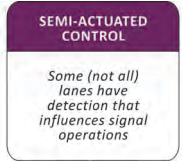 SEMI-ACTUATED
CONTROL
Some (not all)
lanes have
detection that
influences signal
operations